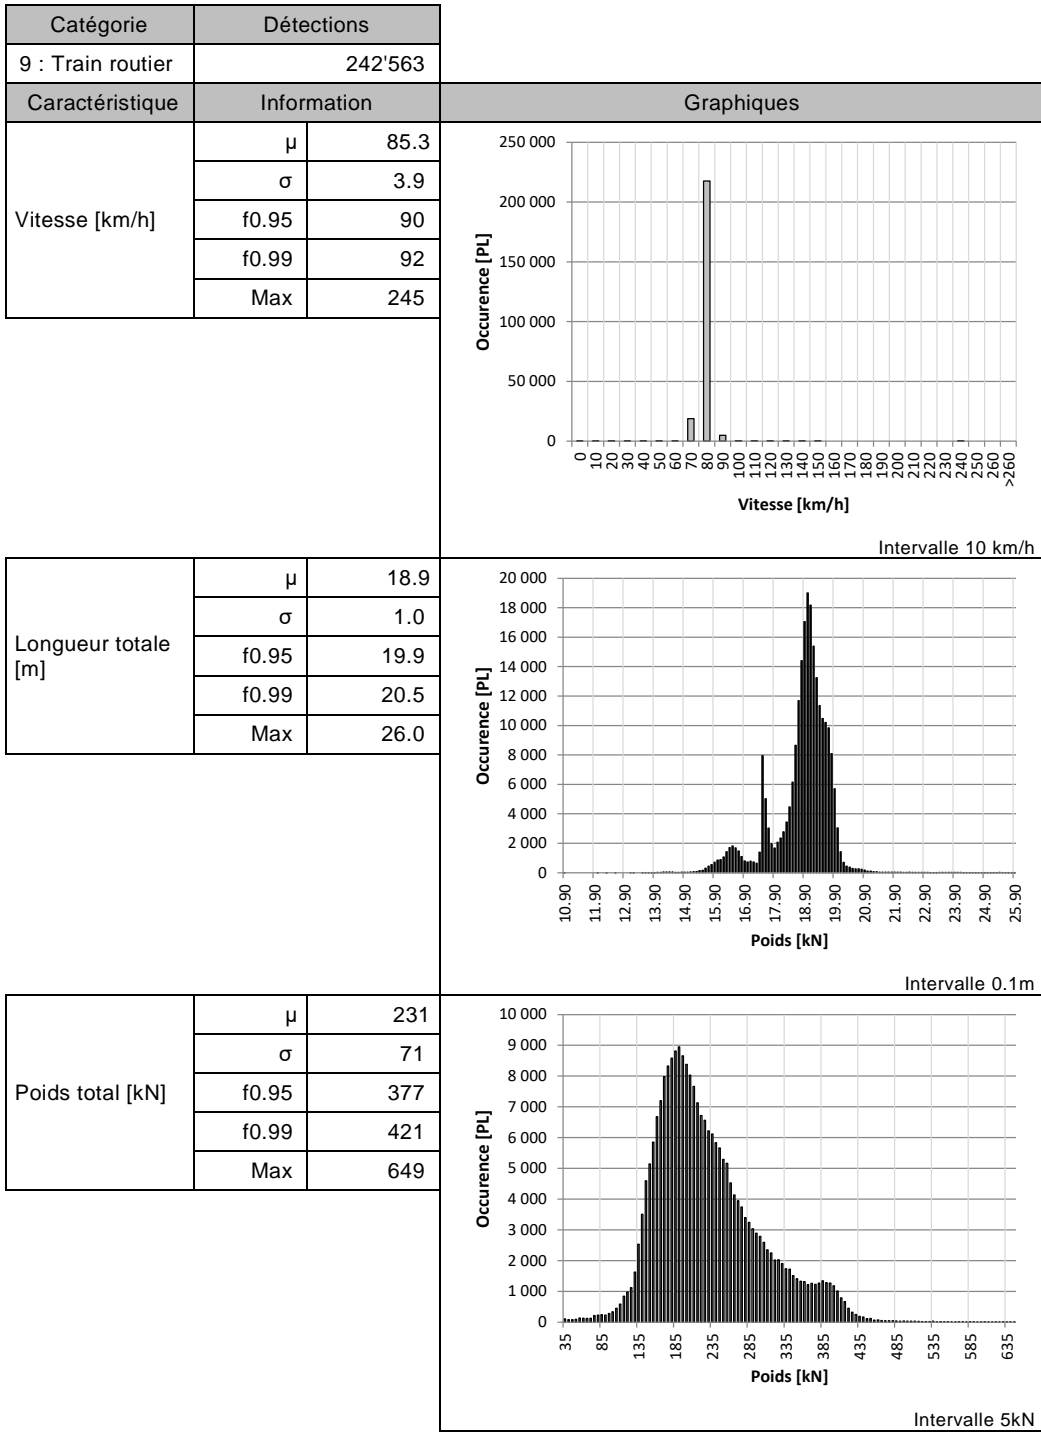 Catégorie Détections
9 : Train routier 242'563
Caractéristique Information Graphiques
Vitesse [km/h]
µ 85.3
σ 3.9
f0.95 90
f0.99 92
Max 245
250 000
200 000
150 000
100 000
50 000
0
Occurence [PL]
0 10 20 30 40 50 60 70 80 90 100 110 120 130 140 150 160 170 180 190 200 210 220 230 240 250 260 >260
Vitesse [km/h]
Intervalle 10 km/h
Longueur totale
[m]
µ 18.9
σ 1.0
f0.95 19.9
f0.99 20.5
Max 26.0
20 000
18 000
16 000
14 000
12 000
10 000
8 000
6 000
4 000
2 000
0
Occurence [PL]
10.90 11.90 12.90 13.90 14.90 15.90 16.90 17.90 18.90 19.90 20.90 21.90 22.90 23.90 24.90 25.90
Poids [kN]
Intervalle 0.1m
Poids total [kN]
µ 231
σ 71
f0.95 377
f0.99 421
Max 649
10 000
9 000
8 000
7 000
6 000
5 000
4 000
3 000
2 000
1 000
0
Occurence [PL]
35 85 135 185 235 285 335 385 435 485 535 585 635
Poids [kN]
Intervalle 5kN